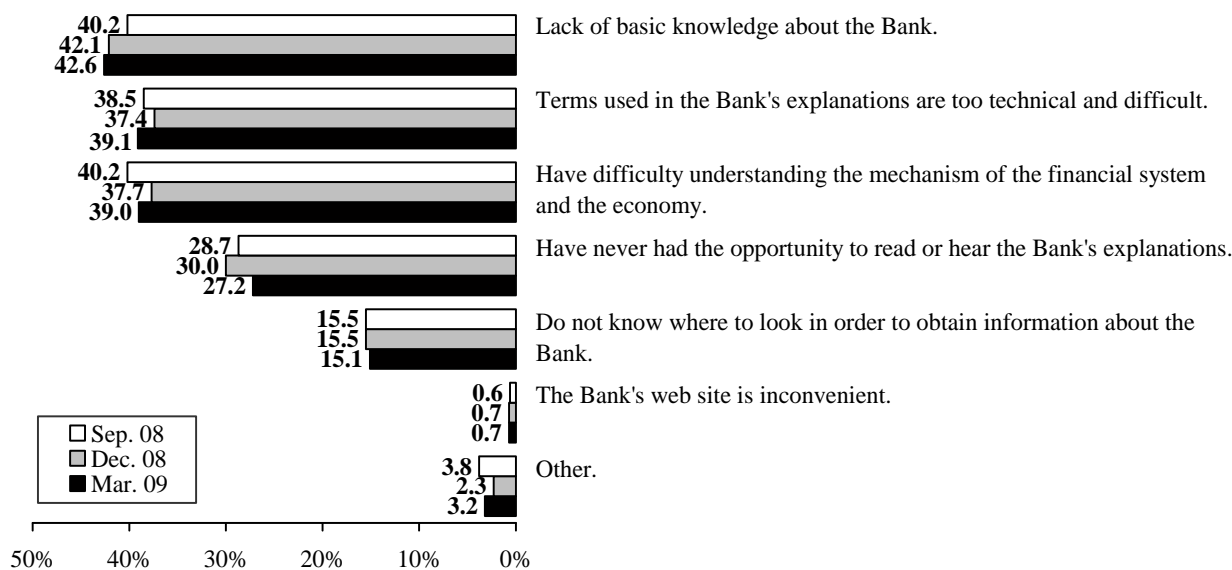 40.2
42.1
42.6
Lack of basic knowledge about the Bank.
38.5
37.4
39.1
Terms used in the Bank's explanations are too technical and difficult.
40.2
37.7
39.0
Have difficulty understanding the mechanism of the financial system
and the economy.
28.7
30.0
27.2
Have never had the opportunity to read or hear the Bank's explanations.
15.5
15.5
15.1
Do not know where to look in order to obtain information about the
Bank.
0.6
0.7
0.7
The Bank's web site is inconvenient.
3.8
2.3
3.2
Other.
Sep. 08
Dec. 08
Mar. 09
50% 40% 30% 20% 10% 0%